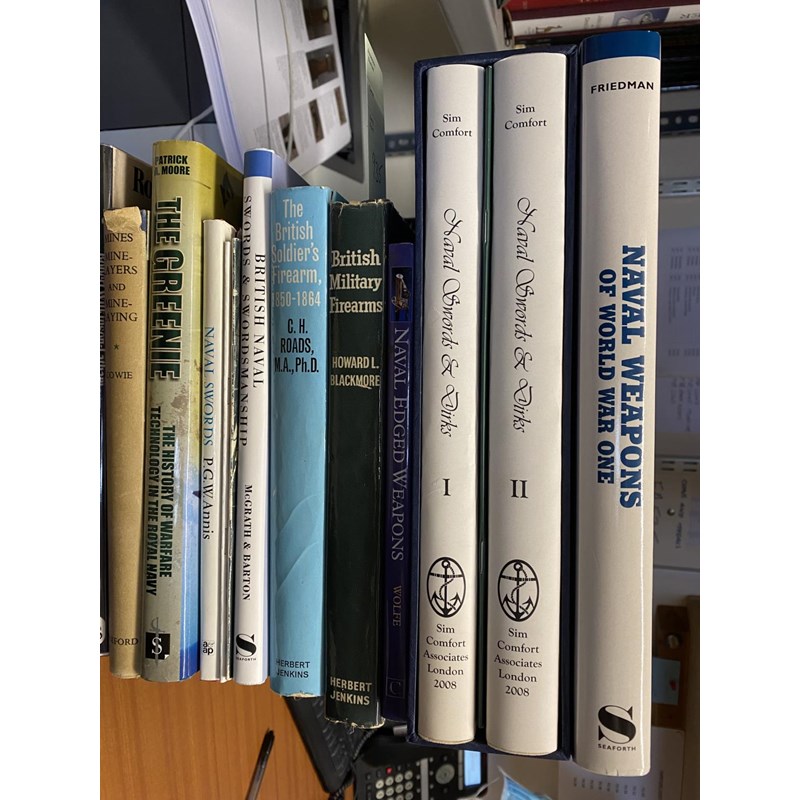 MINES
MINE-
LAYERS
AND
MINE-
LAYING
PATRICK
A. MOORE
THE GREENIE
THE HISTORY OF WARFARE
TECHNOLOGY IN THE ROYAL NAVY
NAVAL SWORDS P.G.W. Annis
BRITISH NAVAL
SWORDS & SWORDSMANSHIP
McGRATH & BARTON
S
SEAFORTH
The
British
Soldier's
Firearm,
1850-1864
C. H.
ROADS,
M.A., Ph.D.
HERBERT
JENKINS
British
Military
Firearms
HOWARD L.
BLACKMORE
HERBERT
JENKINS
NAVAL EDGED WEAPONS
WOLFE
Sim
Comfort
Naval Swords & Dirks
I
Sim
Comfort
Associates
London
2008
Sim
Comfort
Naval Swords & Dirks
II
Sim
Comfort
Associates
London
2008
FRIEDMAN
NAVAL WEAPONS
OF WORLD WAR ONE
S
SEAFORTH